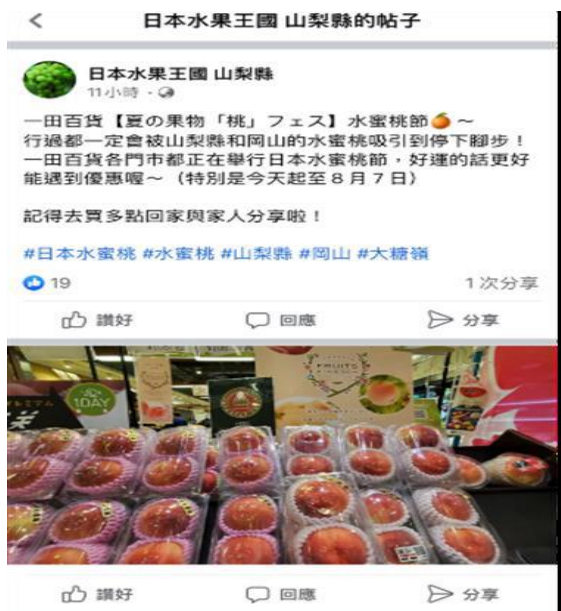 日本水果王國 山梨縣的帖子
日本水果王國 山梨縣
11小時
一田百貨【夏の果物「桃」フェス】水蜜桃節🍊～
行過都一定會被山梨縣和岡山的水蜜桃吸引到停下腳步！
一田百貨各門市都正在舉行日本水蜜桃節，好運的話更好
能遇到優惠喔～（特別是今天起至８月７日）
記得去買多點回家與家人分享啦！
#日本水蜜桃 #水蜜桃 #山梨縣 #岡山 #大糖嶺
19
1次分享
讚好 回應 分享
1DAY
FRUITS
讚好 回應 分享